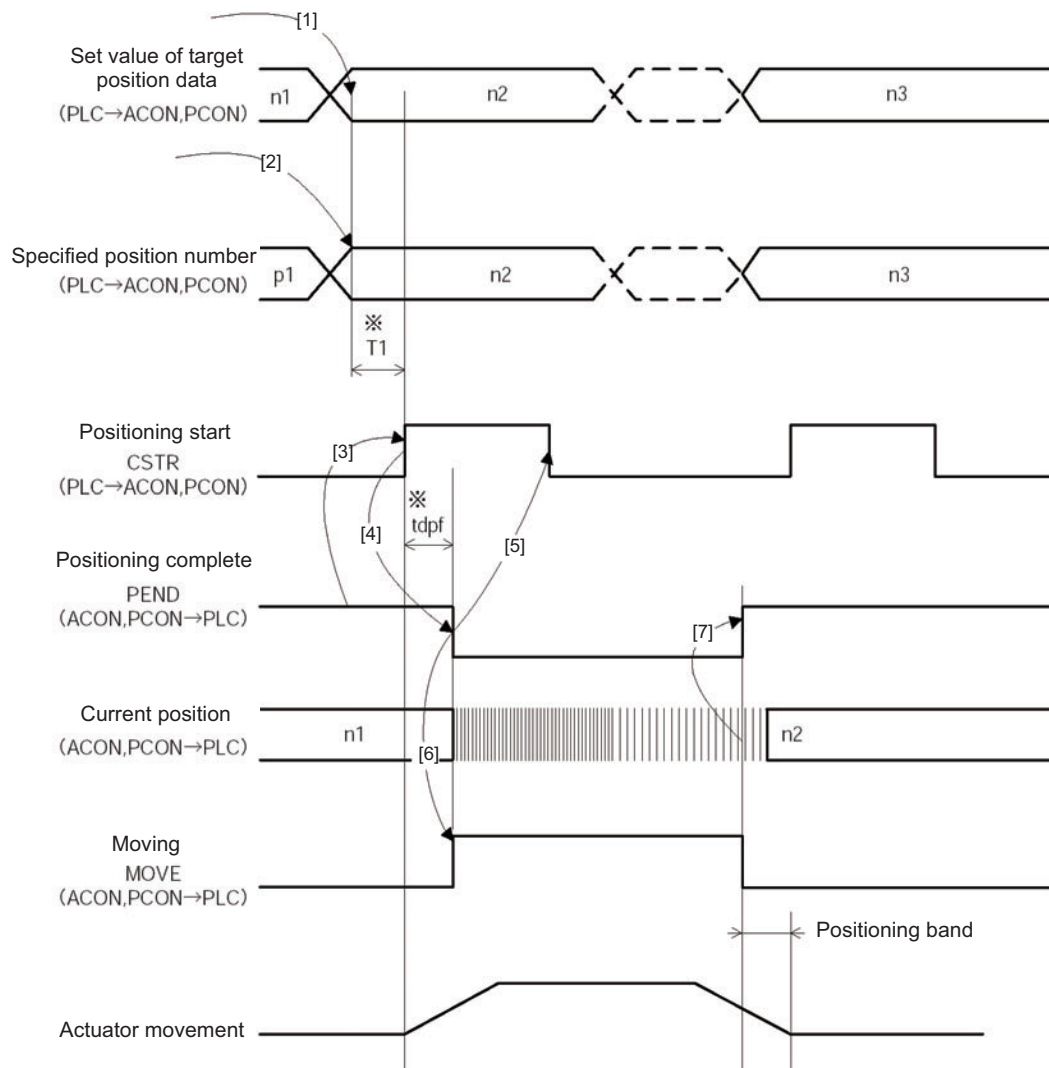 [1]
Set value of target
position data
(PLC→ACON,PCON)
n1
n2
n3
[2]
Specified position number
(PLC→ACON,PCON)
p1
n2
n3
※
T1
Positioning start
CSTR
(PLC→ACON,PCON)
[3]
※
tdpf
[4]
[5]
Positioning complete
PEND
(ACON,PCON→PLC)
[7]
Current position
(ACON,PCON→PLC)
n1
n2
[6]
Moving
MOVE
(ACON,PCON→PLC)
Positioning band
Actuator movement